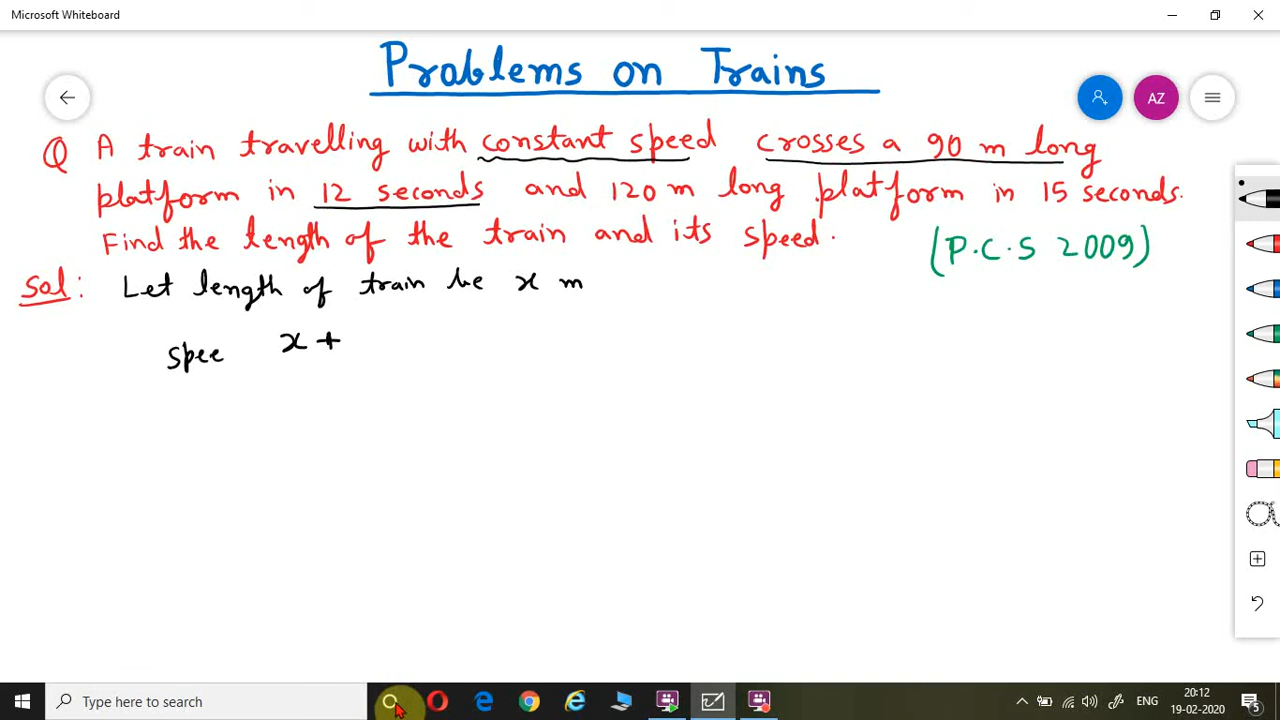 Microsoft Whiteboard
Problems on Trains
AZ
Q A train travelling with constant speed crosses a 90 m long
platform in 12 seconds and 120 m long platform in 15 seconds.
Find the length of the train and its speed.
(P.C.S 2009)
Sol: Let length of train be x m
Spee x +
Type here to search
ENG
20:12
19-02-2020
5